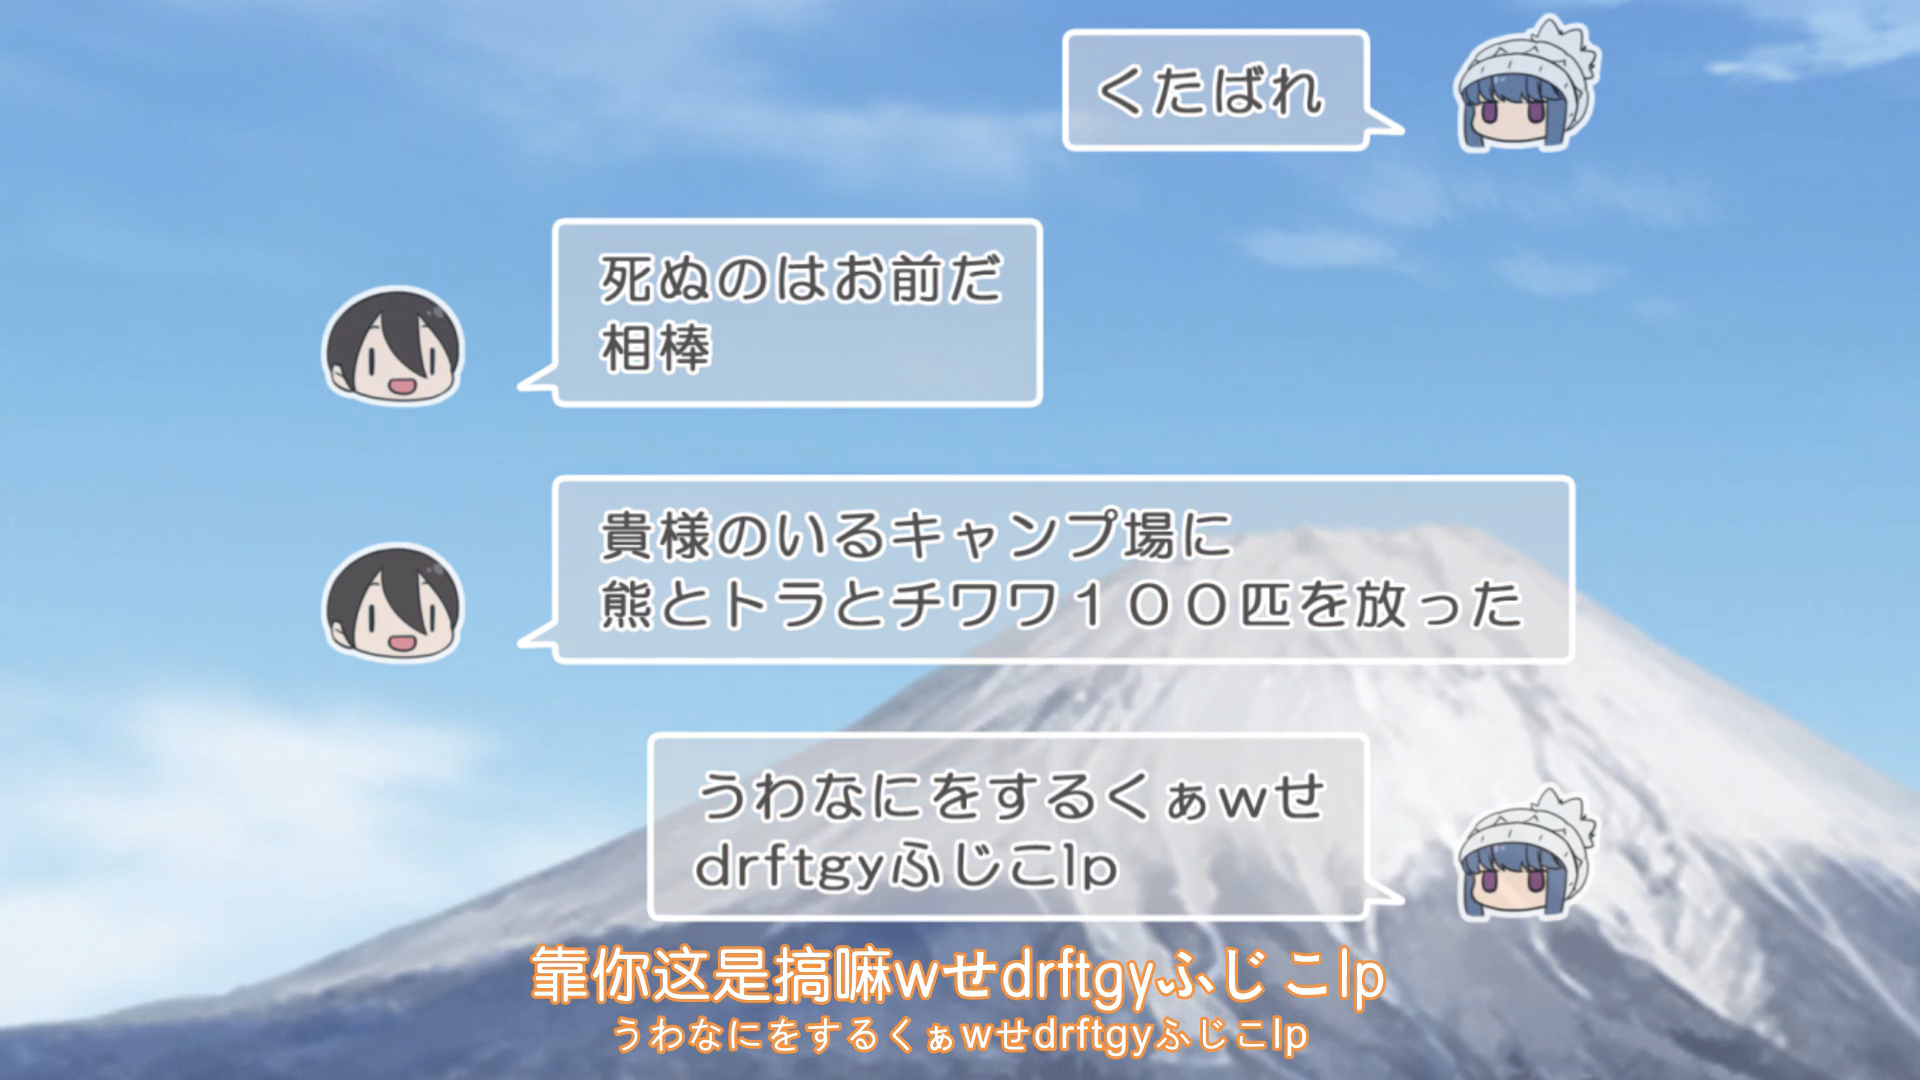 くたばれ
死ぬのはお前だ
相棒
貴様のいるキャンプ場に
熊とトラとチワワ１００匹を放った
うわなにをするくぁｗせ
drftgyふじこlp
靠你这是搞嘛wせdrftgyふじこlp
うわなにをするくぁwせdrftgyふじこlp